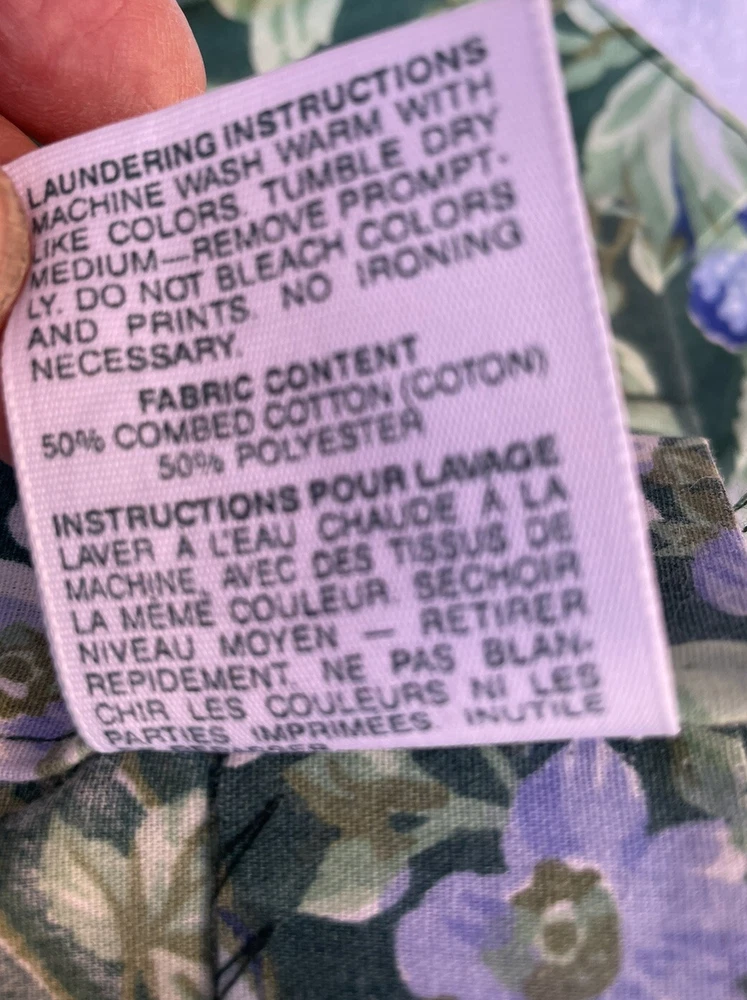 LAUNDERING INSTRUCTIONS
MACHINE WASH WARM WITH
LIKE COLORS. TUMBLE DRY
MEDIUM—REMOVE PROMPT-
LY. DO NOT BLEACH COLORS
AND PRINTS. NO IRONING
NECESSARY.
FABRIC CONTENT
50% COMBED COTTON (COTON)
50% POLYESTER
INSTRUCTIONS POUR LAVAGE
LAVER A L'EAU CHAUDE À LA
MACHINE, AVEC DES TISSUS DE
LA MÊME COULEUR. SECHOIR
NIVEAU MOYEN — RETIRER
REPIDEMENT. NE PAS BLAN-
CHIR LES COULEURS NI LES
PARTIES IMPRIMEES. INUTILE